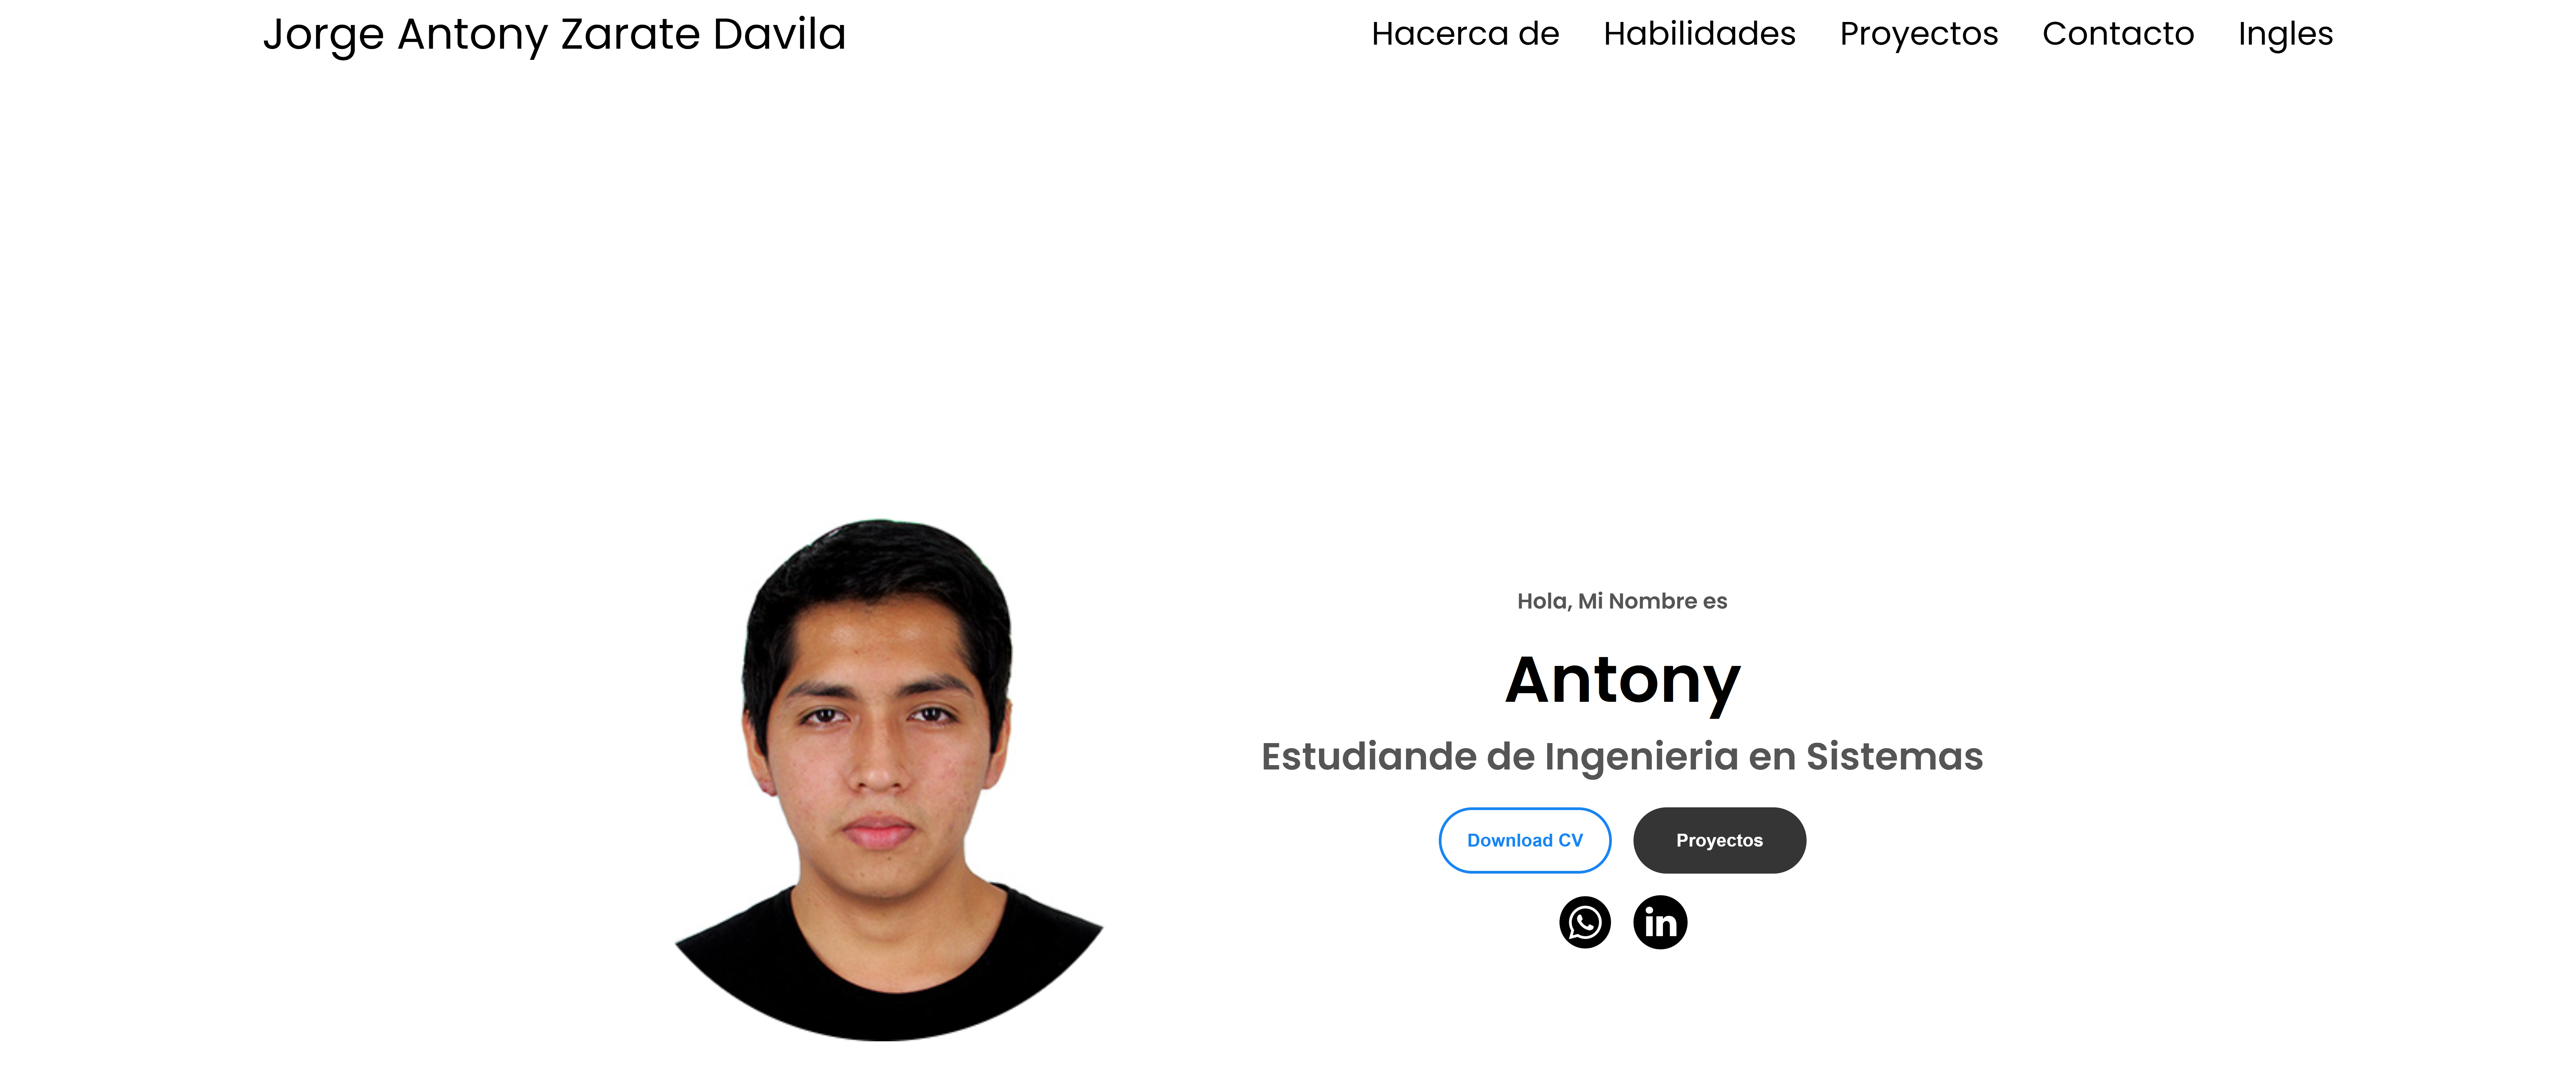 Jorge Antony Zarate Davila
Hacerca de Habilidades Proyectos Contacto Ingles
Hola, Mi Nombre es
Antony
Estudiande de Ingenieria en Sistemas
Download CV Proyectos
in